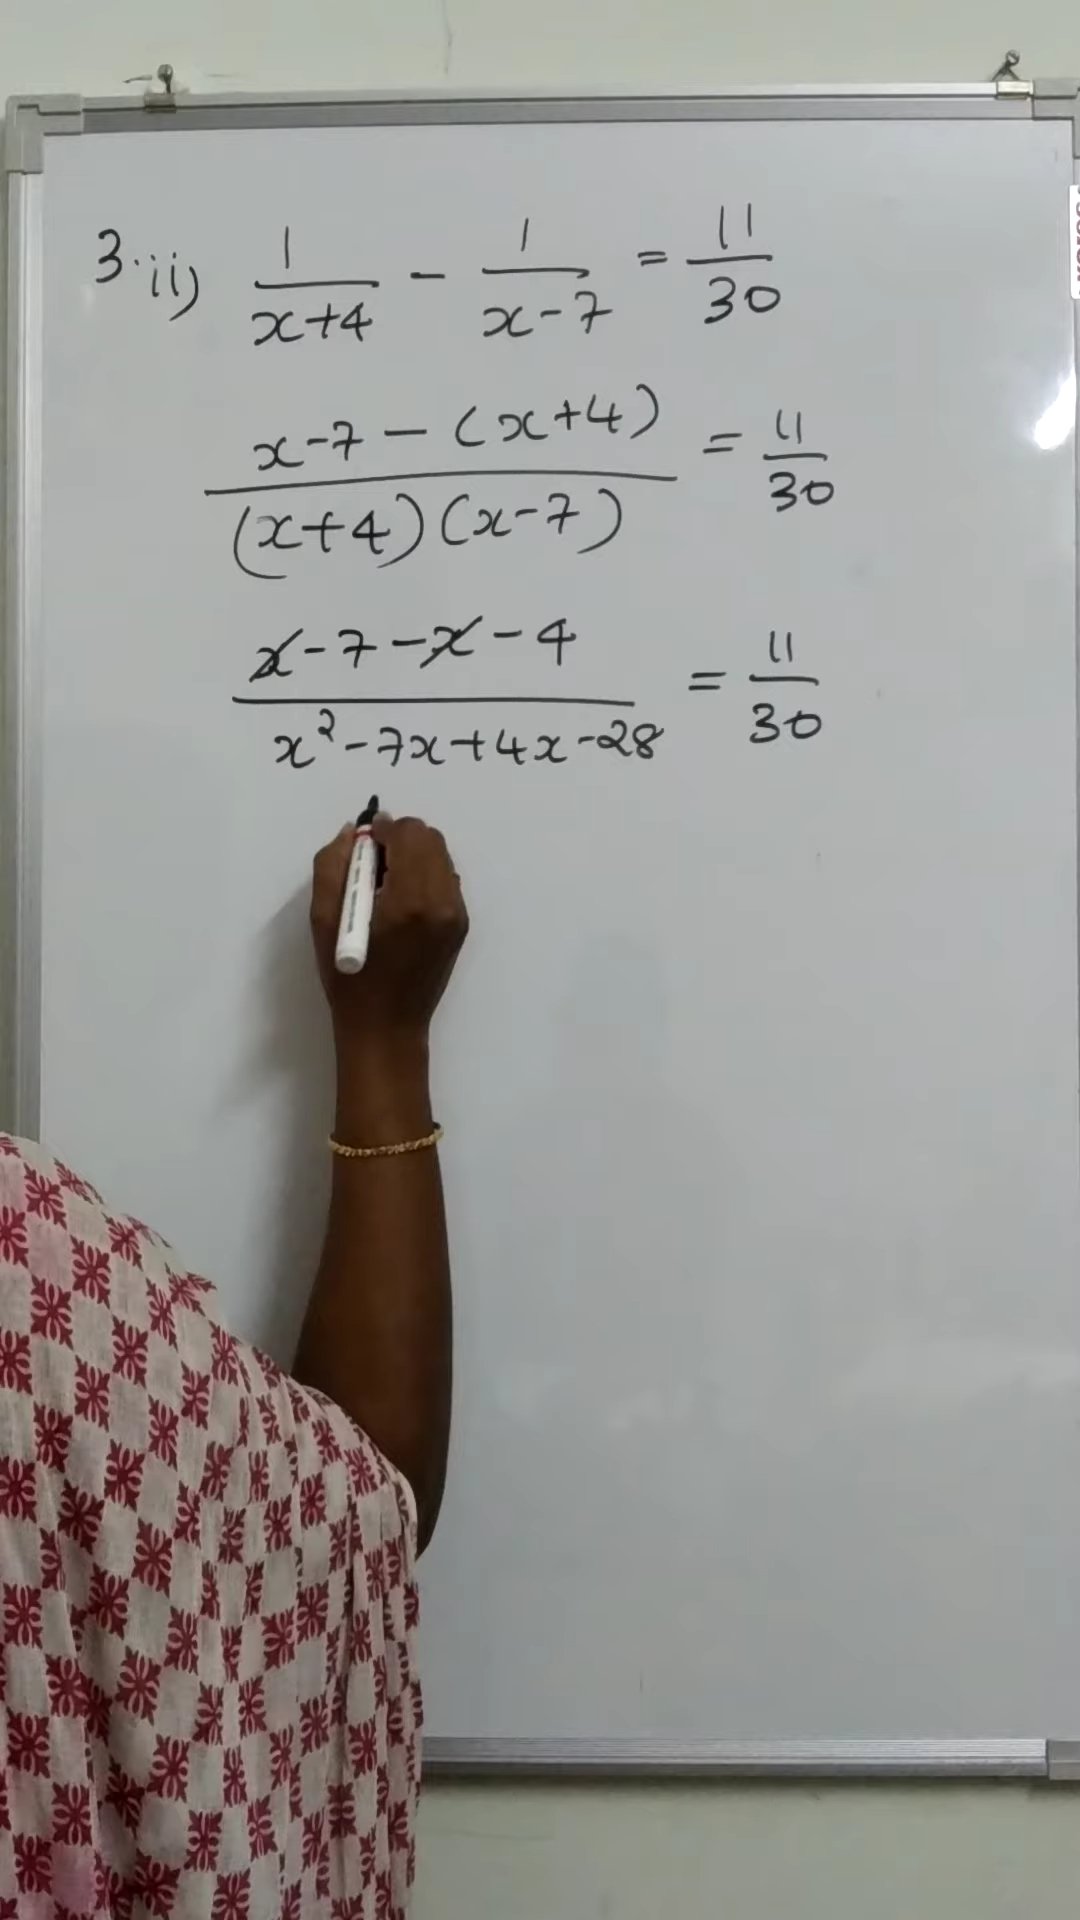 3.ii) 1/(x+4) - 1/(x-7) = 11/30
(x-7-(x+4))/((x+4)(x-7)) = 11/30
(x-7-x-4)/(x²-7x+4x-28) = 11/30